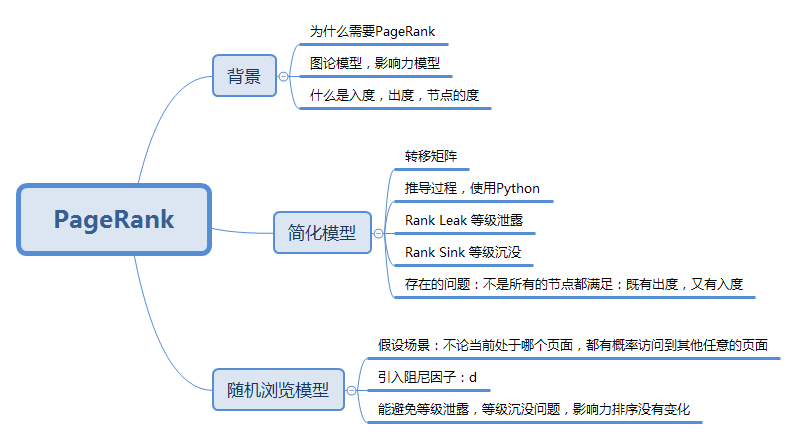 为什么需要PageRank
背景
图论模型，影响力模型
什么是入度，出度，节点的度
转移矩阵
推导过程，使用Python
PageRank
Rank Leak 等级泄露
简化模型
Rank Sink 等级沉没
存在的问题：不是所有的节点都满足：既有出度，又有入度
假设场景：不论当前处于哪个页面，都有概率访问到其他任意的页面
随机浏览模型
引入阻尼因子：d
能避免等级泄露，等级沉没问题，影响力排序没有变化